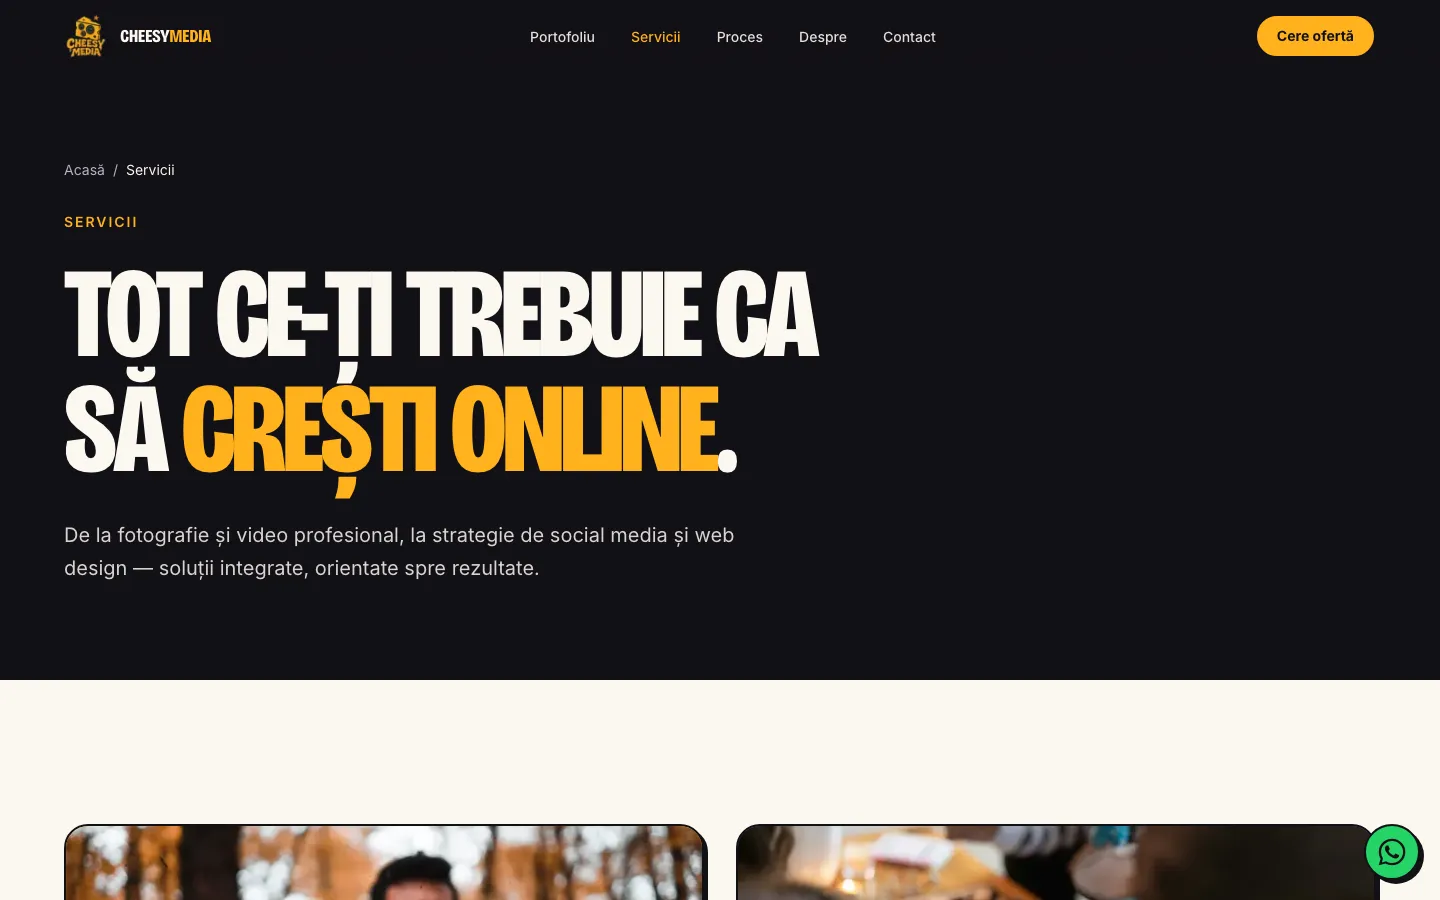 CHEESY MEDIA
CHEESYMEDIA
Portofoliu
Servicii
Proces
Despre
Contact
Cere ofertă
Acasă / Servicii
SERVICII
TOT CE-ȚI TREBUIE CA
SĂ CREȘTI ONLINE.
De la fotografie și video profesional, la strategie de social media și web
design — soluții integrate, orientate spre rezultate.